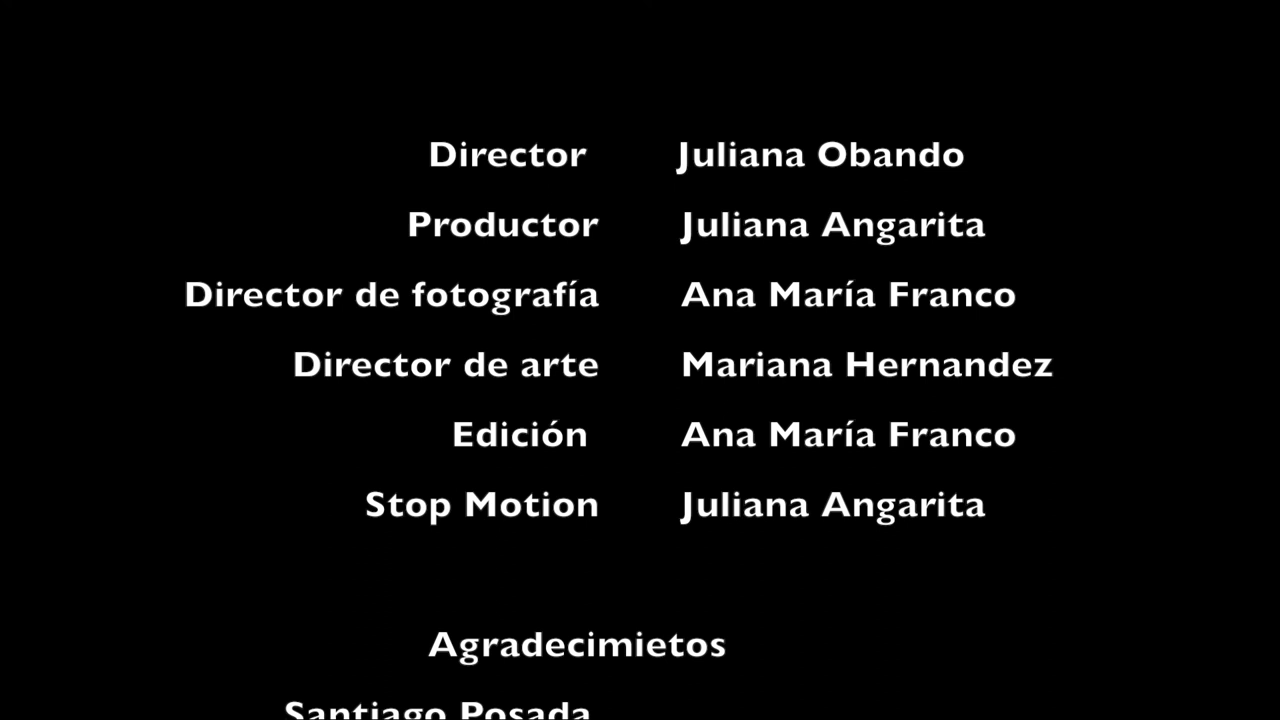 Director Juliana Obando
Productor Juliana Angarita
Director de fotografía Ana María Franco
Director de arte Mariana Hernandez
Edición Ana María Franco
Stop Motion Juliana Angarita
Agradecimietos
Santiago Posada